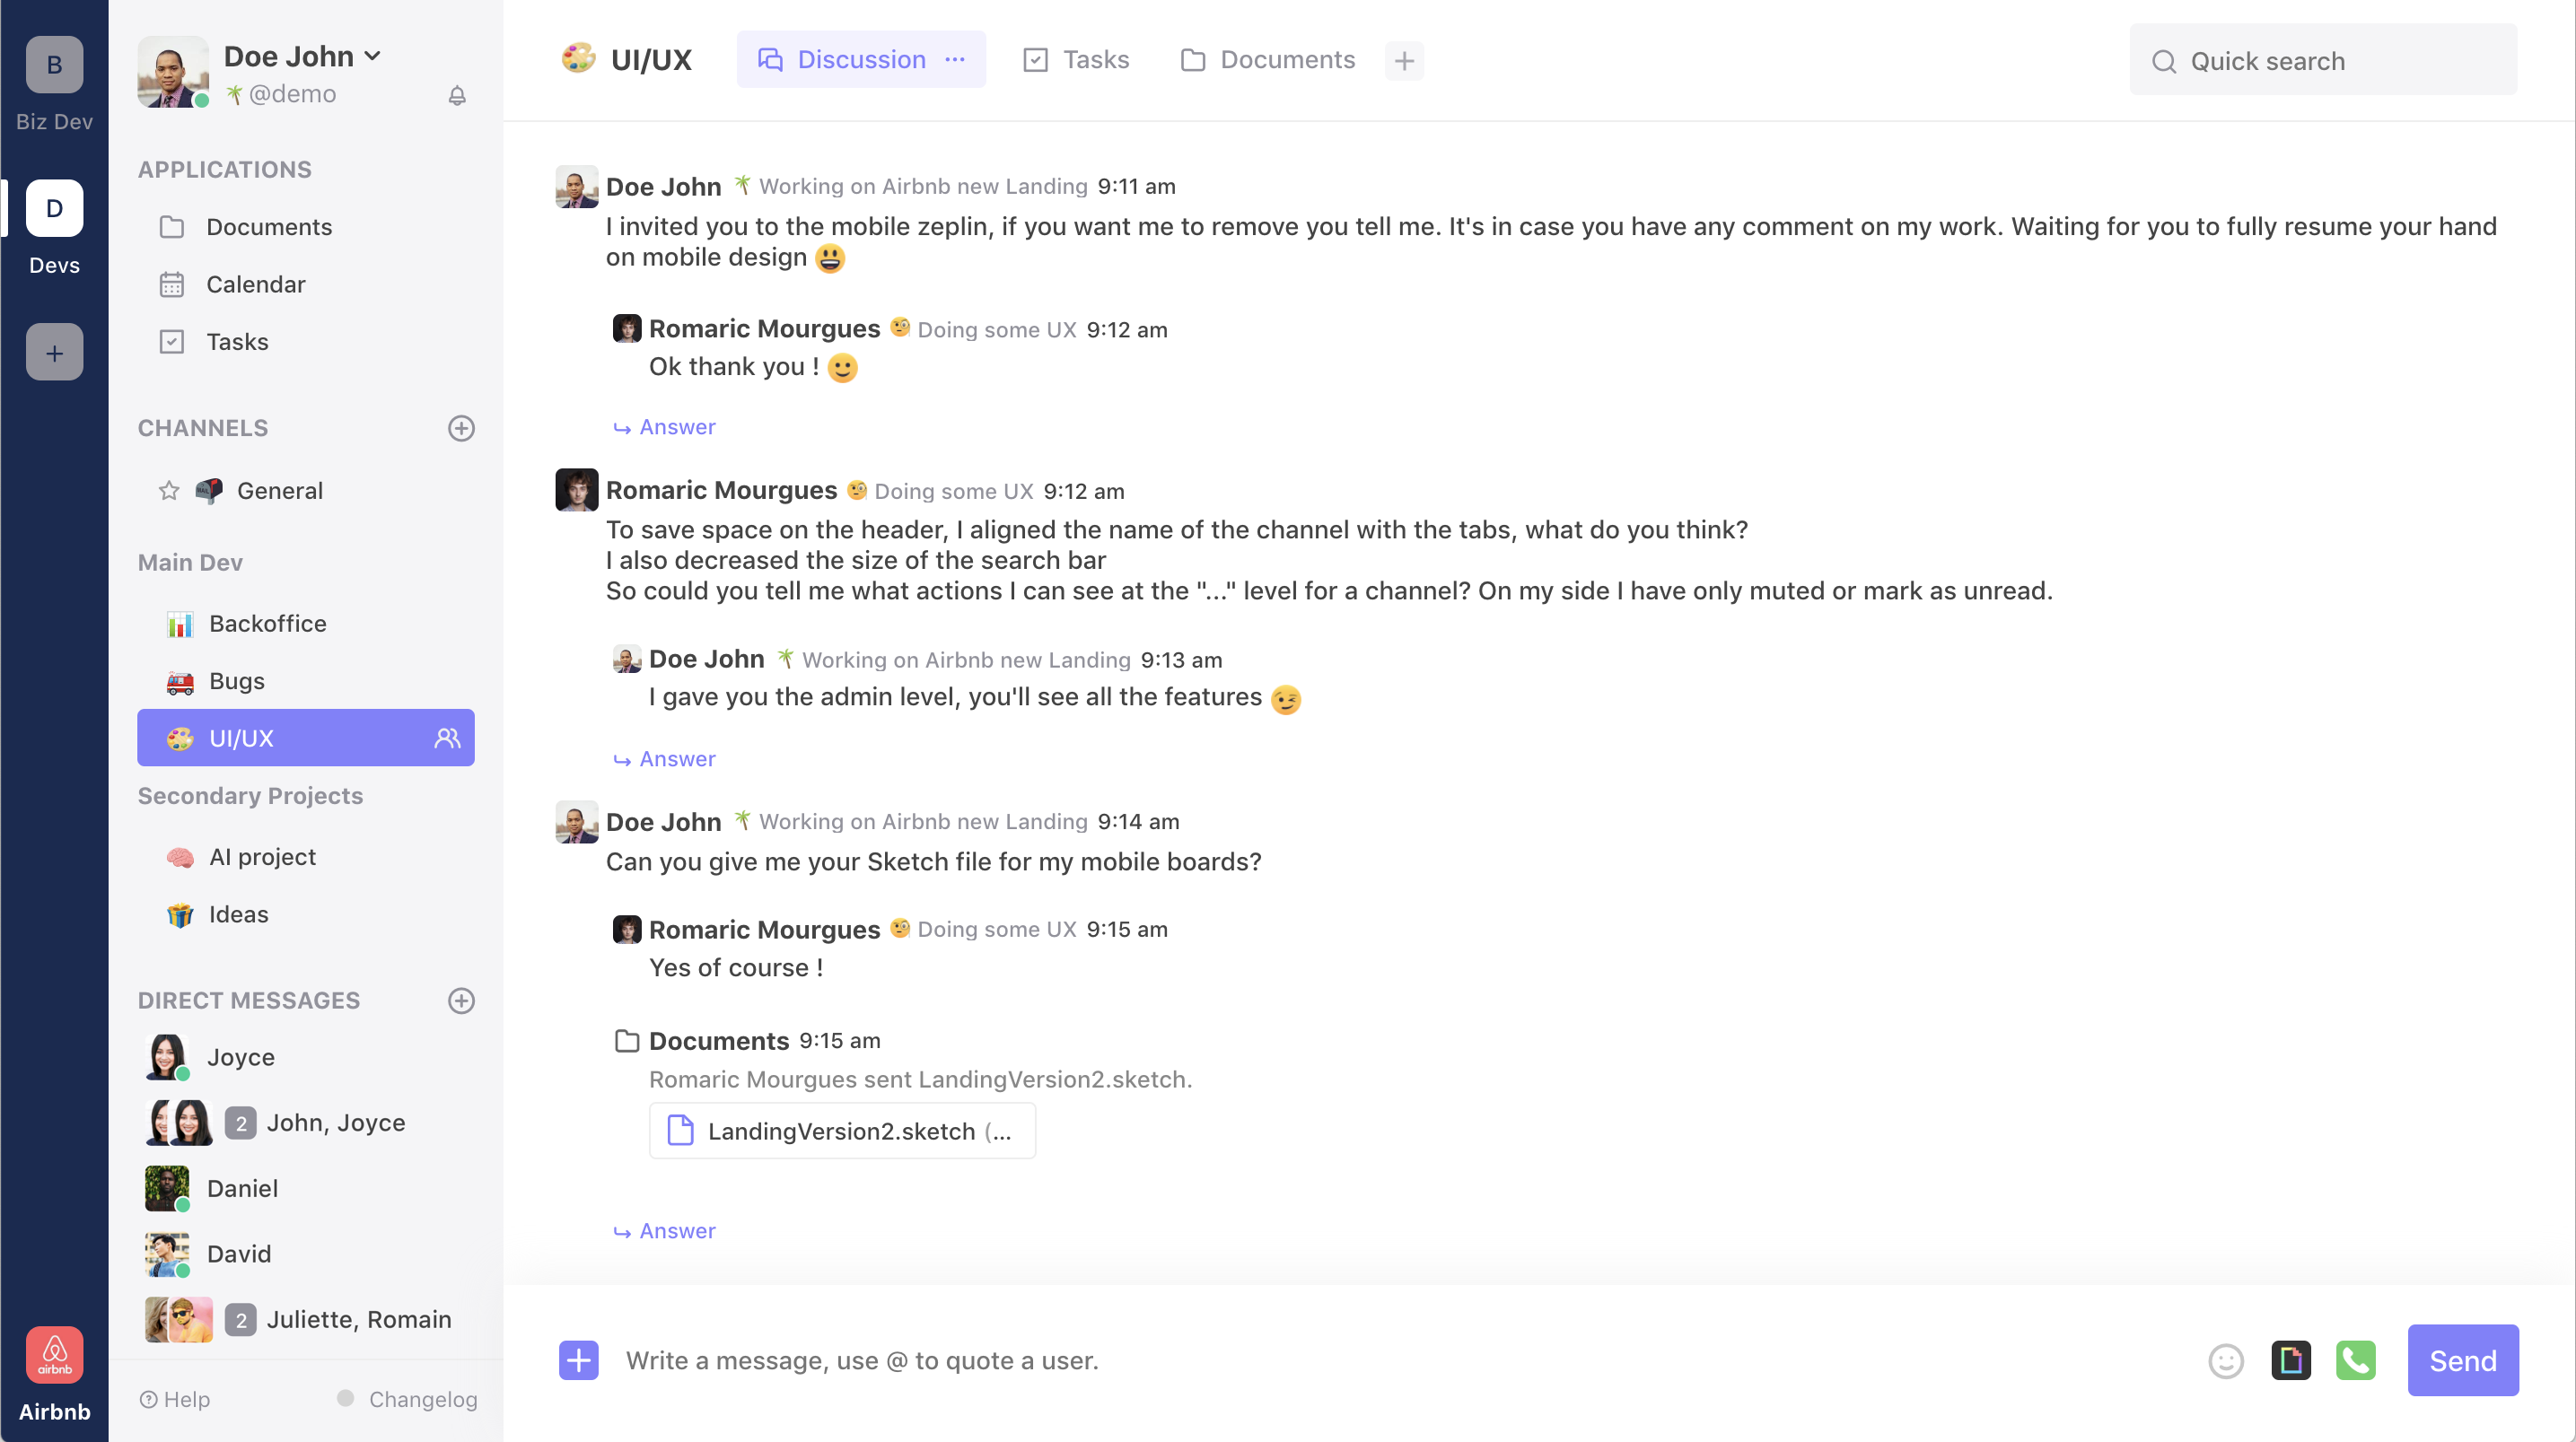 B
Biz Dev
D
Devs
+
airbnb
Airbnb
Doe John
@demo
APPLICATIONS
Documents
Calendar
Tasks
CHANNELS
General
Main Dev
Backoffice
Bugs
UI/UX
Secondary Projects
AI project
Ideas
DIRECT MESSAGES
Joyce
2 John, Joyce
Daniel
David
2 Juliette, Romain
Help
Changelog
UI/UX
Discussion ...
Tasks
Documents
+
Quick search
Doe John Working on Airbnb new Landing 9:11 am
I invited you to the mobile zeplin, if you want me to remove you tell me. It's in case you have any comment on my work. Waiting for you to fully resume your hand
on mobile design 😃
Romaric Mourgues Doing some UX 9:12 am
Ok thank you ! 🙂
Answer
Romaric Mourgues Doing some UX 9:12 am
To save space on the header, I aligned the name of the channel with the tabs, what do you think?
I also decreased the size of the search bar
So could you tell me what actions I can see at the "..." level for a channel? On my side I have only muted or mark as unread.
Doe John Working on Airbnb new Landing 9:13 am
I gave you the admin level, you'll see all the features 😉
Answer
Doe John Working on Airbnb new Landing 9:14 am
Can you give me your Sketch file for my mobile boards?
Romaric Mourgues Doing some UX 9:15 am
Yes of course !
Documents 9:15 am
Romaric Mourgues sent LandingVersion2.sketch.
LandingVersion2.sketch (...
Answer
Write a message, use @ to quote a user.
Send